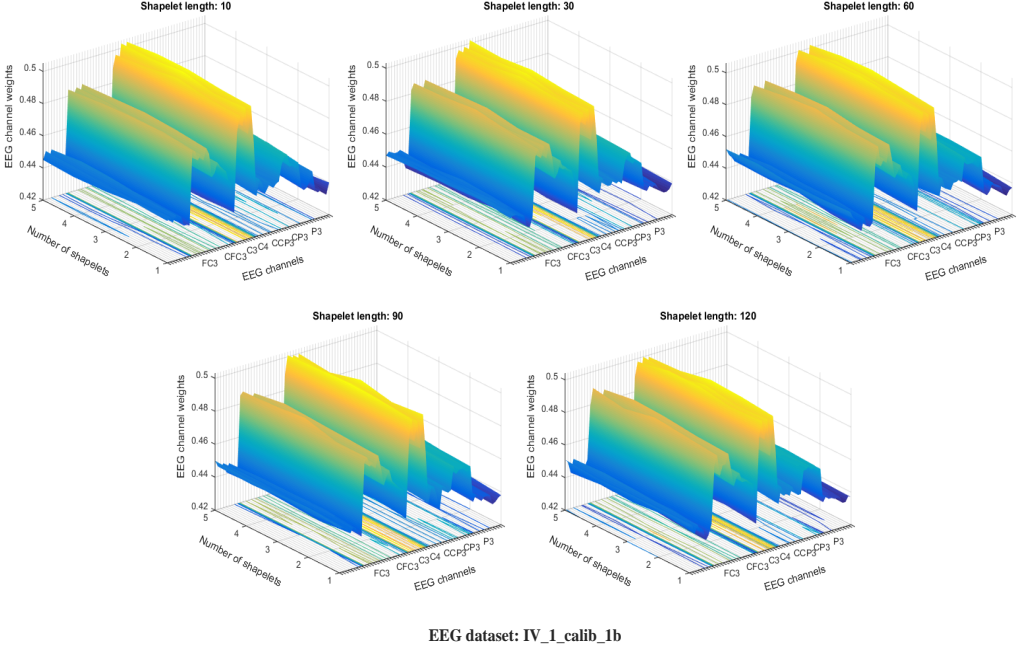 Shapelet length: 10
EEG channel weights
0.5
0.48
0.46
0.44
0.42
5
4
3
2
1
Number of shapelets
FC3
CFC3
C3
C4
CCP3
CP3
P3
EEG channels
Shapelet length: 30
EEG channel weights
0.5
0.48
0.46
0.44
0.42
5
4
3
2
1
Number of shapelets
FC3
CFC3
C3
C4
CCP3
CP3
P3
EEG channels
Shapelet length: 60
EEG channel weights
0.5
0.48
0.46
0.44
0.42
5
4
3
2
1
Number of shapelets
FC3
CFC3
C3
C4
CCP3
CP3
P3
EEG channels
Shapelet length: 90
EEG channel weights
0.5
0.48
0.46
0.44
0.42
5
4
3
2
1
Number of shapelets
FC3
CFC3
C3
C4
CCP3
CP3
P3
EEG channels
Shapelet length: 120
EEG channel weights
0.5
0.48
0.46
0.44
0.42
5
4
3
2
1
Number of shapelets
FC3
CFC3
C3
C4
CCP3
CP3
P3
EEG channels
EEG dataset: IV_1_calib_1b